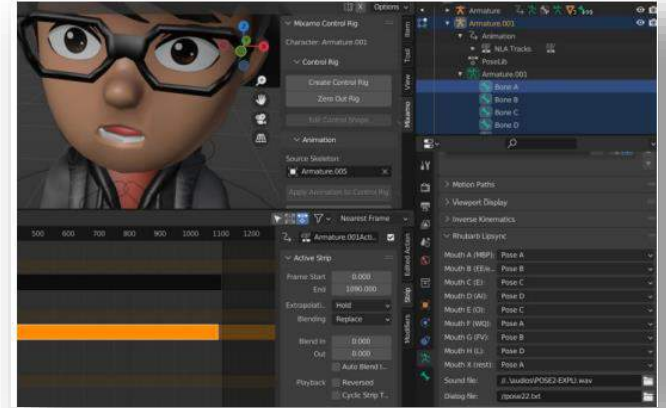 Options
Mixamo Control Rig
Character: Armature.001
Control Rig
Create Control Rig
Zero Out Rig
Edit Control Shape
Animation
Source Skeleton:
Armature.005
Apply Animation to Control Rig
Item
Tool
View
Mixamo
Armature
Armature.001
Animation
NLA Tracks
PoseLib
Armature.001
Bone A
Bone B
Bone C
Bone D
Motion Paths
Viewport Display
Inverse Kinematics
Rhubarb Lipsync
Mouth A (MBP): Pose A
Mouth B (EE/e... Pose B
Mouth C (E): Pose C
Mouth D (AI): Pose D
Mouth E (O): Pose C
Mouth F (WQ): Pose A
Mouth G (FV): Pose B
Mouth H (L): Pose D
Mouth X (rest): Pose A
Sound file: //..\audios\POSE2-EXPLI.wav
Dialog file: //pose22.txt
Nearest Frame
500 600 700 800 900 1000 1100 1200
Armature.001Acti..
Active Strip
Frame Start 0.000
End 1090.000
Extrapolati.. Hold
Blending Replace
Blend In 0.000
Out 0.000
Auto Blend I...
Playback Reversed
Cyclic Strip T...
Edited Action
Strip
Modifiers